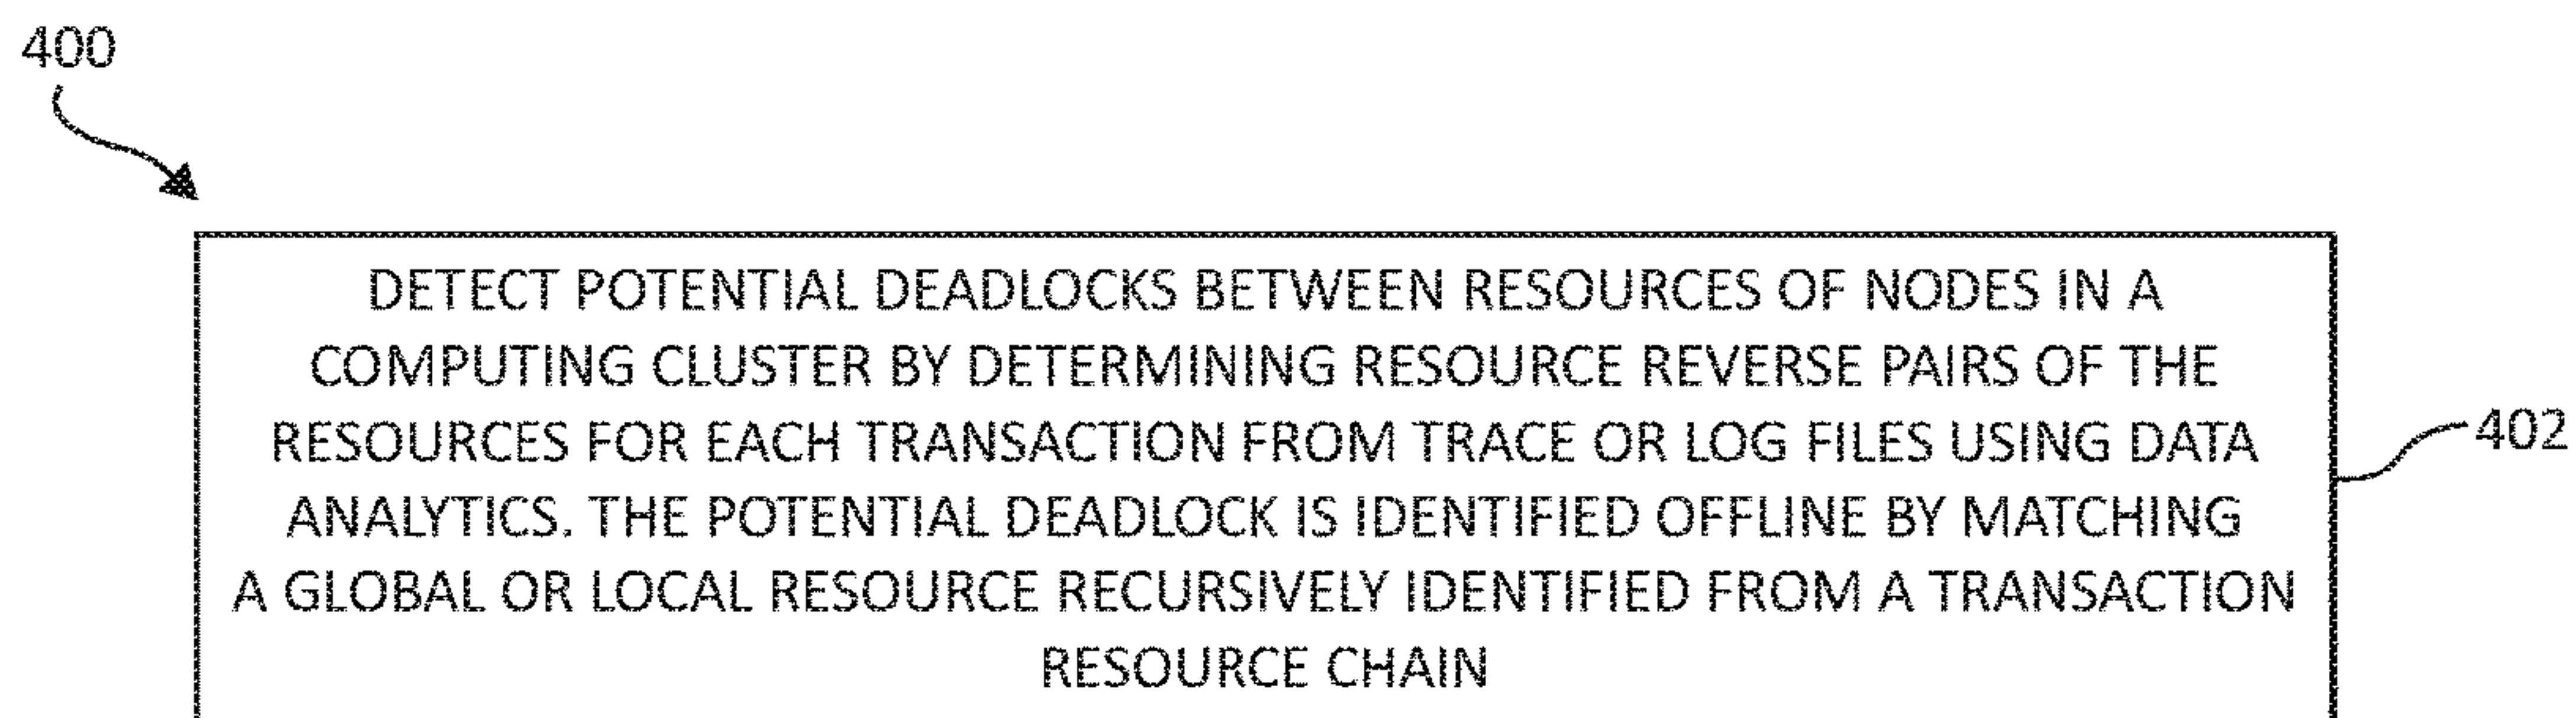 400
DETECT POTENTIAL DEADLOCKS BETWEEN RESOURCES OF NODES IN A
COMPUTING CLUSTER BY DETERMINING RESOURCE REVERSE PAIRS OF THE
RESOURCES FOR EACH TRANSACTION FROM TRACE OR LOG FILES USING DATA
402
ANALYTICS. THE POTENTIAL DEADLOCK IS IDENTIFIED OFFLINE BY MATCHING
A GLOBAL OR LOCAL RESOURCE RECURSIVELY IDENTIFIED FROM A TRANSACTION
RESOURCE CHAIN